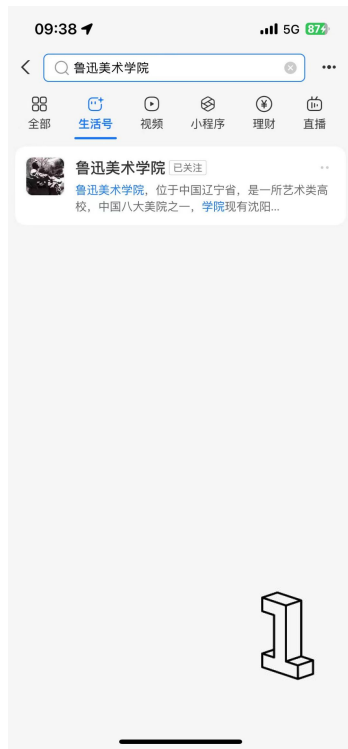 09:38 5G 87
鲁迅美术学院
全部 生活号 视频 小程序 理财 直播
鲁迅美术学院 已关注
鲁迅美术学院，位于中国辽宁省，是一所艺术类高
校，中国八大美院之一，学院现有沈阳...
1